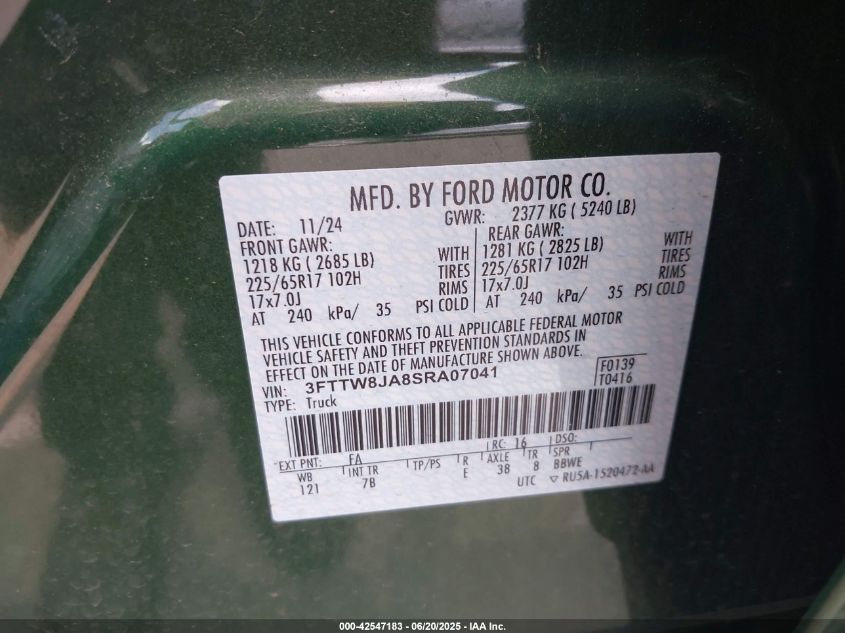 MFD. BY FORD MOTOR CO.
DATE: 11/24 GVWR: 2377 KG ( 5240 LB)
FRONT GAWR: REAR GAWR:
1218 KG ( 2685 LB) WITH 1281 KG ( 2825 LB) WITH
225/65R17 102H TIRES 225/65R17 102H TIRES
17x7.0J RIMS 17x7.0J RIMS
AT 240 kPa/ 35 PSI COLD AT 240 kPa/ 35 PSI COLD
THIS VEHICLE CONFORMS TO ALL APPLICABLE FEDERAL MOTOR
VEHICLE SAFETY AND THEFT PREVENTION STANDARDS IN
EFFECT ON THE DATE OF MANUFACTURE SHOWN ABOVE.
VIN: 3FTTW8JA8SRA07041 F0139
TYPE: Truck T0416
RC: 16 DSO:
*EXT PNT: FA
WB INT TR TP/PS R AXLE TR SPR
121 7B E 38 8 BBWE
UTC ▽ RU5A-1520472-AA
000-42547183 - 06/20/2025 - IAA Inc.